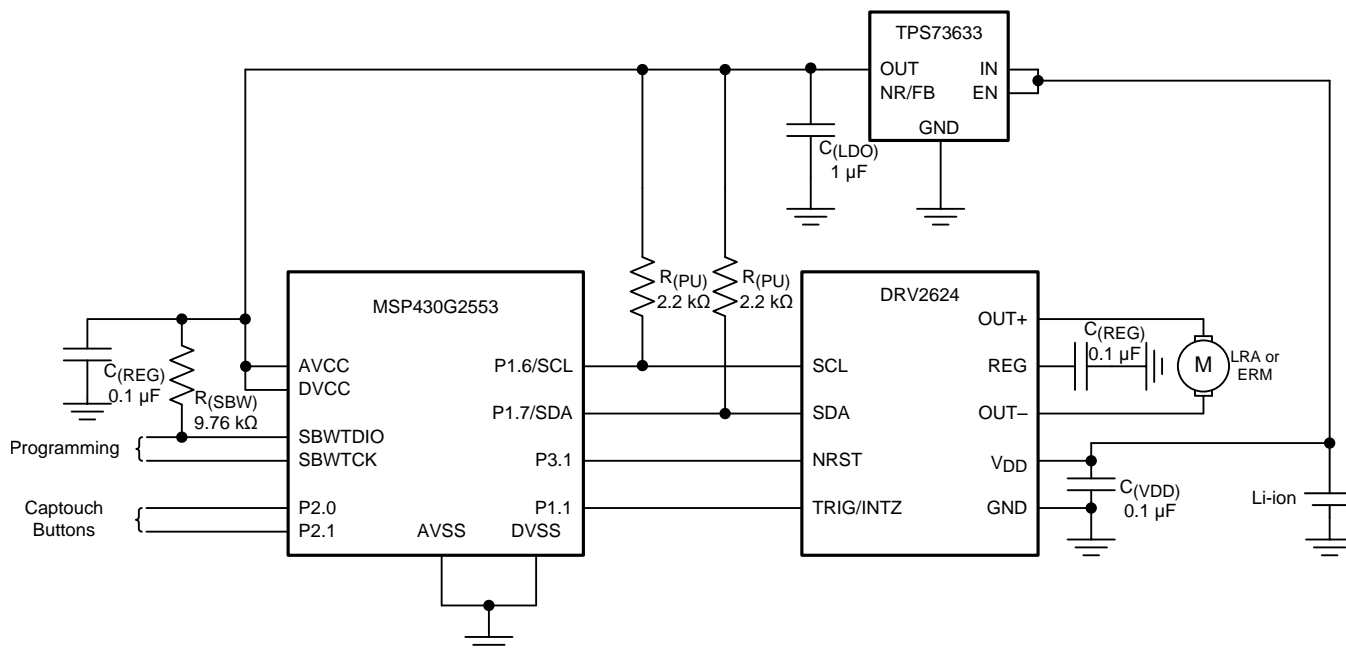 TPS73633
OUT
IN
NR/FB
EN
GND
C(LDO)
1 µF
R(PU)
2.2 kΩ
R(PU)
2.2 kΩ
MSP430G2553
DRV2624
C(REG)
0.1 µF
R(SBW)
9.76 kΩ
AVCC
DVCC
SBWTDIO
SBWTCK
P2.0
P2.1
P1.6/SCL
P1.7/SDA
P3.1
P1.1
AVSS
DVSS
Programming
Captouch
Buttons
SCL
SDA
NRST
TRIG/INTZ
OUT+
REG
OUT–
VDD
GND
C(REG)
0.1 µF
M
LRA or
ERM
C(VDD)
0.1 µF
Li-ion